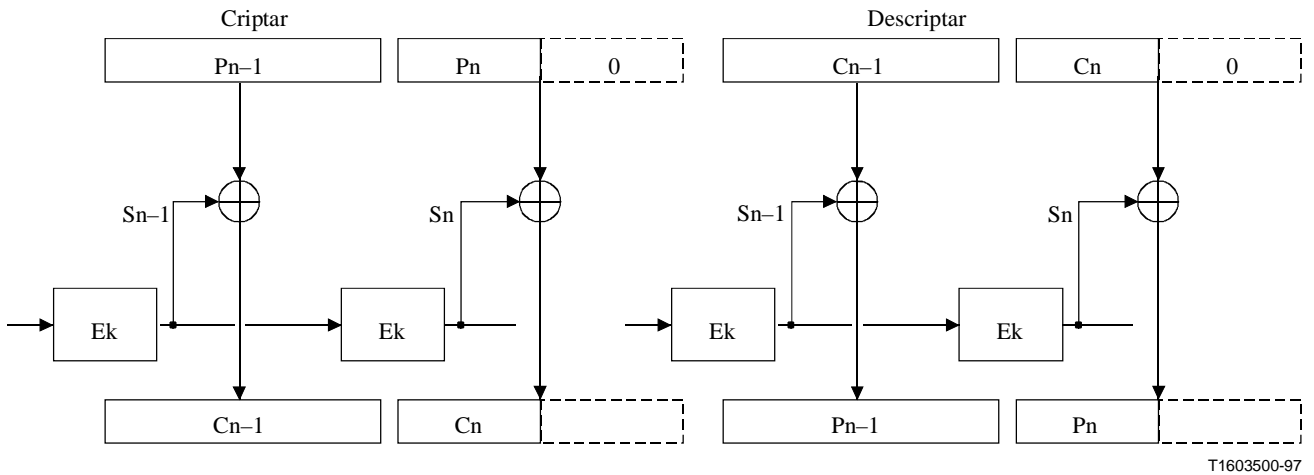 Criptar Descriptar
Pn–1 Pn 0 Cn–1 Cn 0
Sn–1 Sn Sn–1 Sn
Ek Ek Ek Ek
Cn–1 Cn Pn–1 Pn
T1603500-97